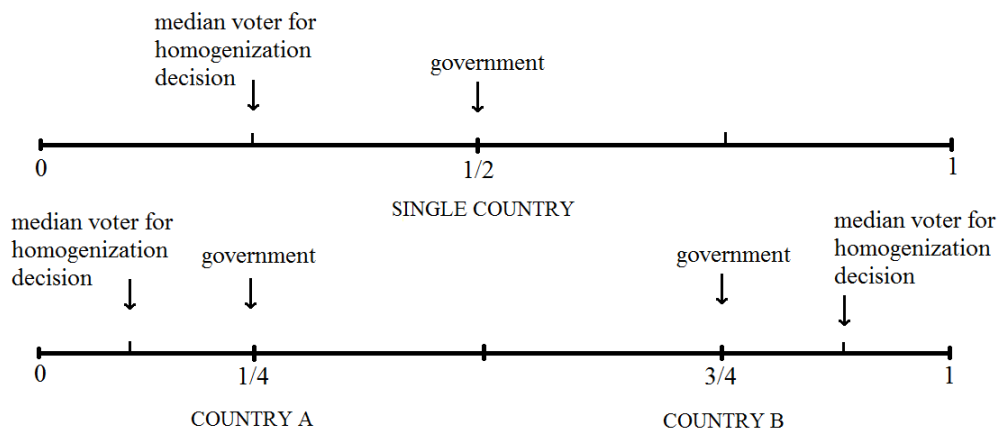 median voter for
homogenization
decision
government
0
1/2
1
SINGLE COUNTRY
median voter for
homogenization
decision
government
government
median voter for
homogenization
decision
0
1/4
3/4
1
COUNTRY A
COUNTRY B